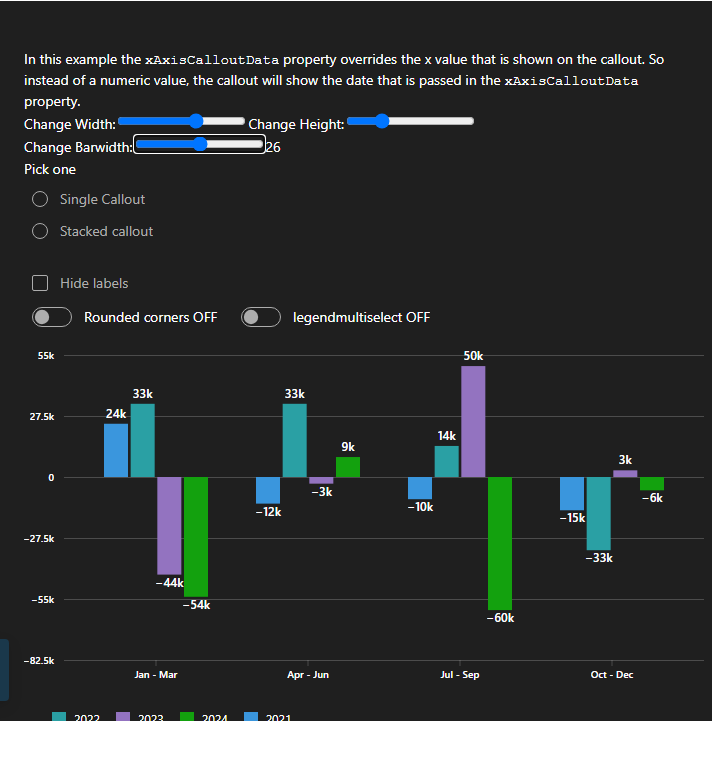 In this example the xAxisCalloutData property overrides the x value that is shown on the callout. So
instead of a numeric value, the callout will show the date that is passed in the xAxisCalloutData
property.
Change Width: Change Height:
Change Barwidth: 26
Pick one
Single Callout
Stacked callout
Hide labels
Rounded corners OFF legendmultiselect OFF
55k
50k
33k 33k
27.5k
24k
14k
9k
3k
0
−3k
−6k
−10k
−12k
−15k
−27.5k
−33k
−44k
−55k
−54k
−60k
−82.5k
Jan - Mar Apr - Jun Jul - Sep Oct - Dec
2022 2023 2024 2021